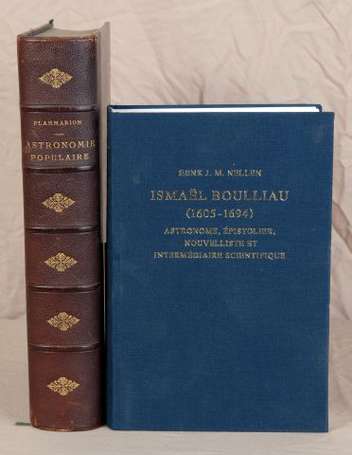 FLAMMARION
ASTRONOMIE
POPULAIRE
HENK J. M. NELLEN
ISMAËL BOULLIAU
(1605-1694)
ASTRONOME, ÉPISTOLIER,
NOUVELLISTE ET
INTERMÉDIAIRE SCIENTIFIQUE